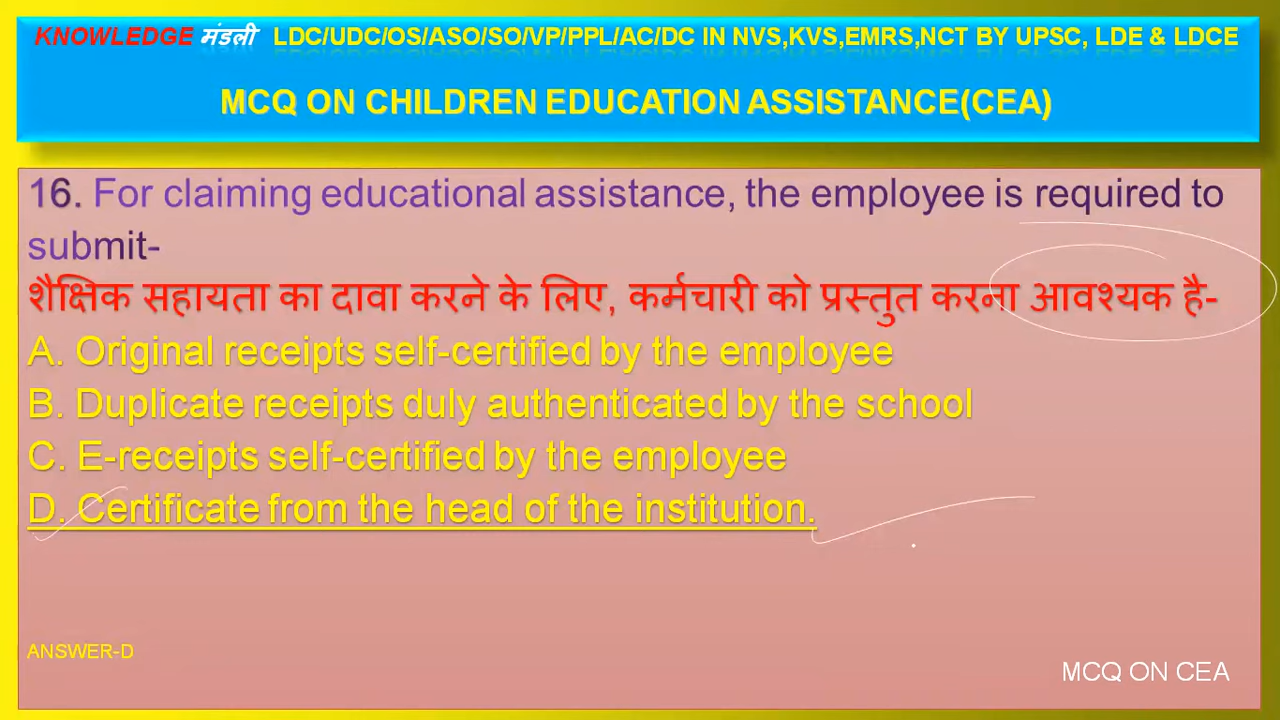 KNOWLEDGE मंडली LDC/UDC/OS/ASO/SO/VP/PPL/AC/DC IN NVS,KVS,EMRS,NCT BY UPSC, LDE & LDCE
MCQ ON CHILDREN EDUCATION ASSISTANCE(CEA)
16. For claiming educational assistance, the employee is required to
submit-
शैक्षिक सहायता का दावा करने के लिए, कर्मचारी को प्रस्तुत करना आवश्यक है-
A. Original receipts self-certified by the employee
B. Duplicate receipts duly authenticated by the school
C. E-receipts self-certified by the employee
D. Certificate from the head of the institution.
ANSWER-D
MCQ ON CEA